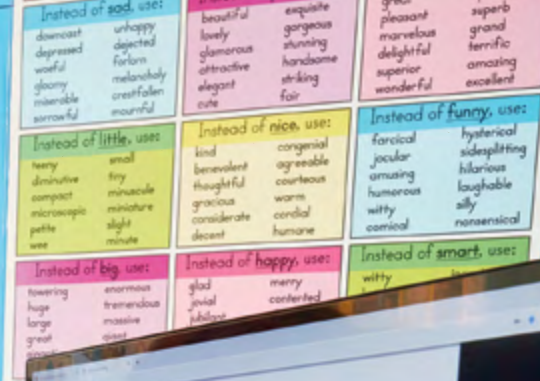 Instead of sad, use:
downcast unhappy
depressed dejected
woeful forlorn
gloomy melancholy
miserable crestfallen
sorrowful mournful
beautiful exquisite
lovely gorgeous
glamorous stunning
attractive handsome
elegant striking
cute fair
great
pleasant superb
marvelous grand
delightful terrific
superior amazing
wonderful excellent
Instead of little, use:
teeny small
diminutive tiny
compact minuscule
microscopic miniature
petite slight
wee minute
Instead of nice, use:
kind congenial
benevolent agreeable
thoughtful courteous
gracious warm
considerate cordial
decent humane
Instead of funny, use:
farcical hysterical
jocular sidesplitting
amusing hilarious
humorous laughable
witty silly
comical nonsensical
Instead of big, use:
towering enormous
huge tremendous
large massive
great giant
Instead of happy, use:
glad merry
jovial contented
jubilant
Instead of smart, use:
witty